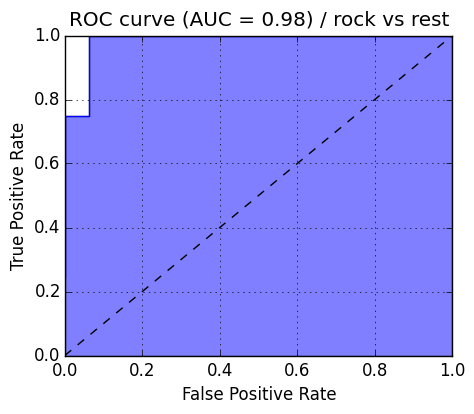 ROC curve (AUC = 0.98) / rock vs rest
1.0
0.8
0.6
0.4
0.2
0.0
True Positive Rate
0.0 0.2 0.4 0.6 0.8 1.0
False Positive Rate